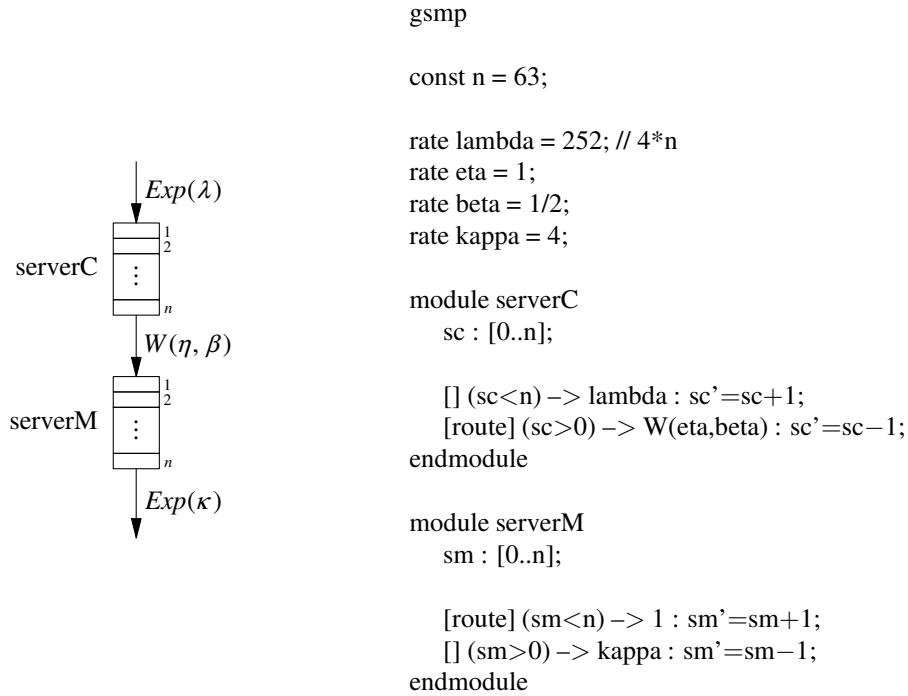 Exp(λ)
serverC
1
2
⋮
n
W(η, β)
serverM
1
2
⋮
n
Exp(κ)
gsmp
const n = 63;
rate lambda = 252; // 4*n
rate eta = 1;
rate beta = 1/2;
rate kappa = 4;
module serverC
sc : [0..n];
[] (sc<n) −> lambda : sc’=sc+1;
[route] (sc>0) −> W(eta,beta) : sc’=sc−1;
endmodule
module serverM
sm : [0..n];
[route] (sm<n) −> 1 : sm’=sm+1;
[] (sm>0) −> kappa : sm’=sm−1;
endmodule